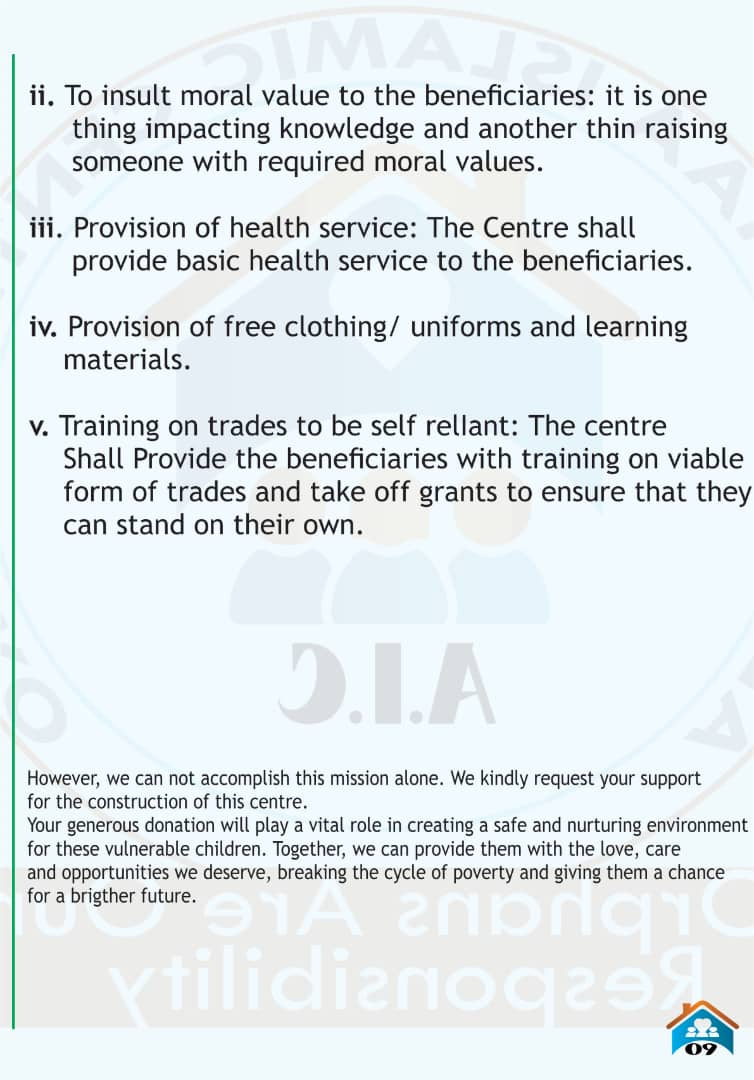 ii. To insult moral value to the beneficiaries: it is one
thing impacting knowledge and another thin raising
someone with required moral values.
iii. Provision of health service: The Centre shall
provide basic health service to the beneficiaries.
iv. Provision of free clothing/ uniforms and learning
materials.
v. Training on trades to be self rellant: The centre
Shall Provide the beneficiaries with training on viable
form of trades and take off grants to ensure that they
can stand on their own.
A.I.C
However, we can not accomplish this mission alone. We kindly request your support
for the construction of this centre.
Your generous donation will play a vital role in creating a safe and nurturing environment
for these vulnerable children. Together, we can provide them with the love, care
and opportunities we deserve, breaking the cycle of poverty and giving them a chance
for a brigther future.
Orphans Are Our
Responsibility
09